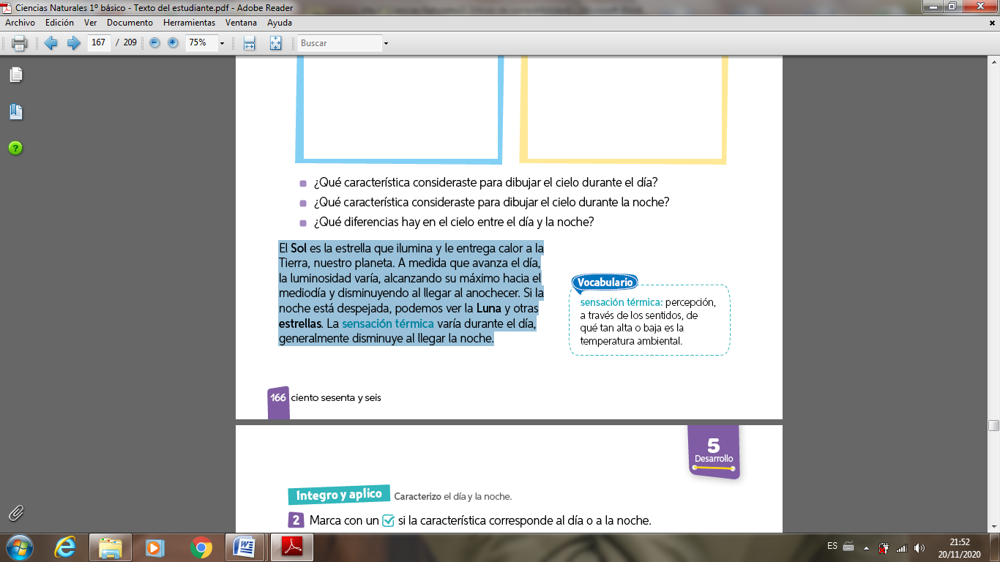 Ciencias Naturales 1º básico - Texto del estudiante.pdf - Adobe Reader
Archivo Edición Ver Documento Herramientas Ventana Ayuda
167 / 209 75% Buscar
¿Qué característica consideraste para dibujar el cielo durante el día?
¿Qué característica consideraste para dibujar el cielo durante la noche?
¿Qué diferencias hay en el cielo entre el día y la noche?
El Sol es la estrella que ilumina y le entrega calor a la
Tierra, nuestro planeta. A medida que avanza el día,
la luminosidad varía, alcanzando su máximo hacia el
mediodía y disminuyendo al llegar al anochecer. Si la
noche está despejada, podemos ver la Luna y otras
estrellas. La sensación térmica varía durante el día,
generalmente disminuye al llegar la noche.
Vocabulario
sensación térmica: percepción,
a través de los sentidos, de
qué tan alta o baja es la
temperatura ambiental.
166 ciento sesenta y seis
5
Desarrollo
Integro y aplico Caracterizo el día y la noche.
2 Marca con un si la característica corresponde al día o a la noche.
ES
21:52
20/11/2020